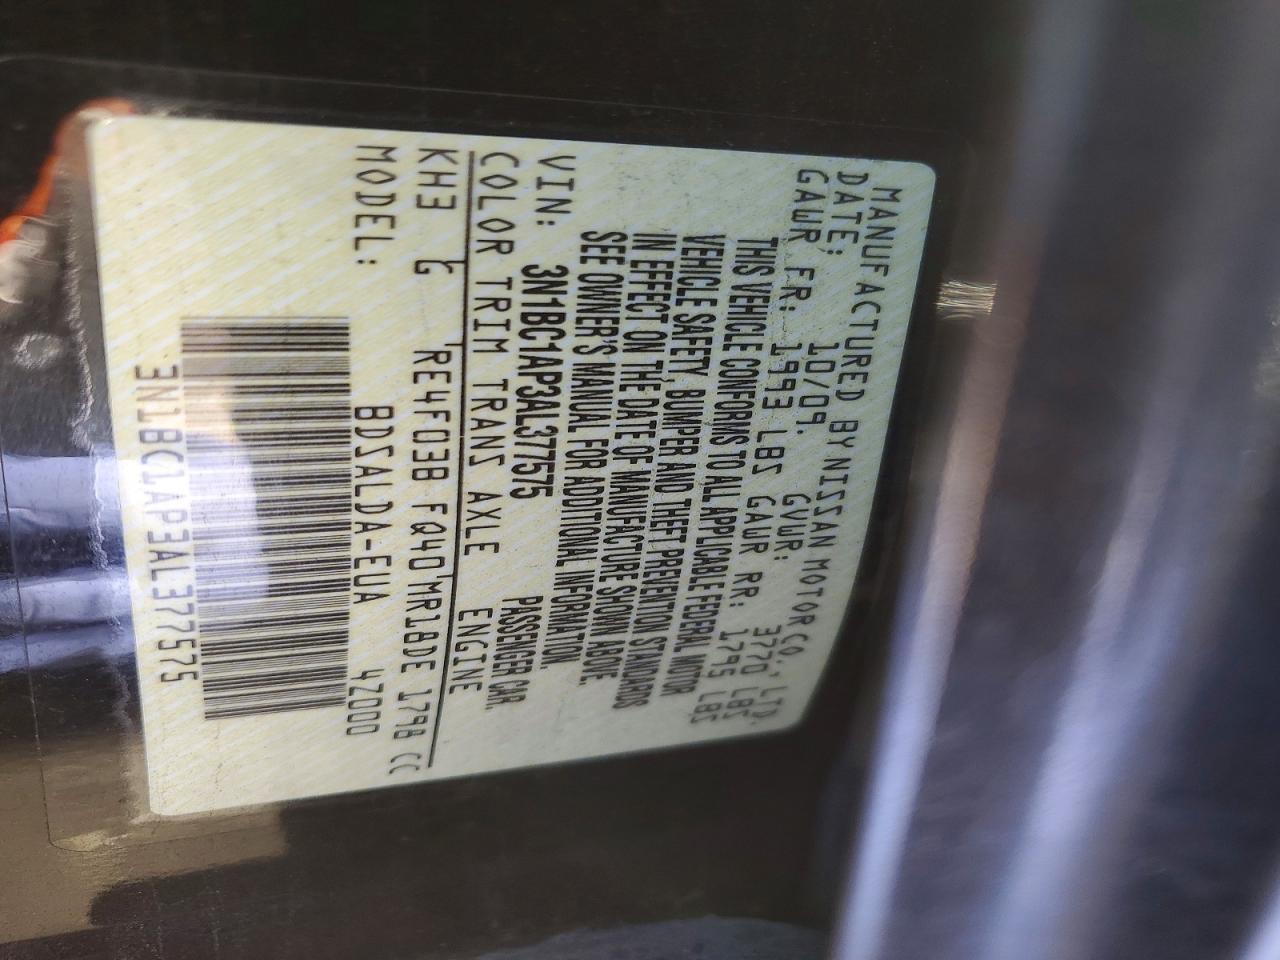 MANUFACTURED BY NISSAN MOTOR CO., LTD.
DATE: 10/09. GVWR: 3770 LBS
GAWR FR: 1993 LBS GAWR RR: 1795 LBS
THIS VEHICLE CONFORMS TO ALL APPLICABLE FEDERAL MOTOR
VEHICLE SAFETY, BUMPER AND THEFT PREVENTION STANDARDS
IN EFFECT ON THE DATE OF MANUFACTURE SHOWN ABOVE.
SEE OWNER'S MANUAL FOR ADDITIONAL INFORMATION.
VIN: 3N1BC1AP3AL377575 PASSENGER CAR.
COLOR TRIM TRANS AXLE ENGINE
KH3 G RE4F03B FQ40 MR18DE 1798 CC
MODEL: BDSALDA-EUA 4Z000
3N1BC1AP3AL377575